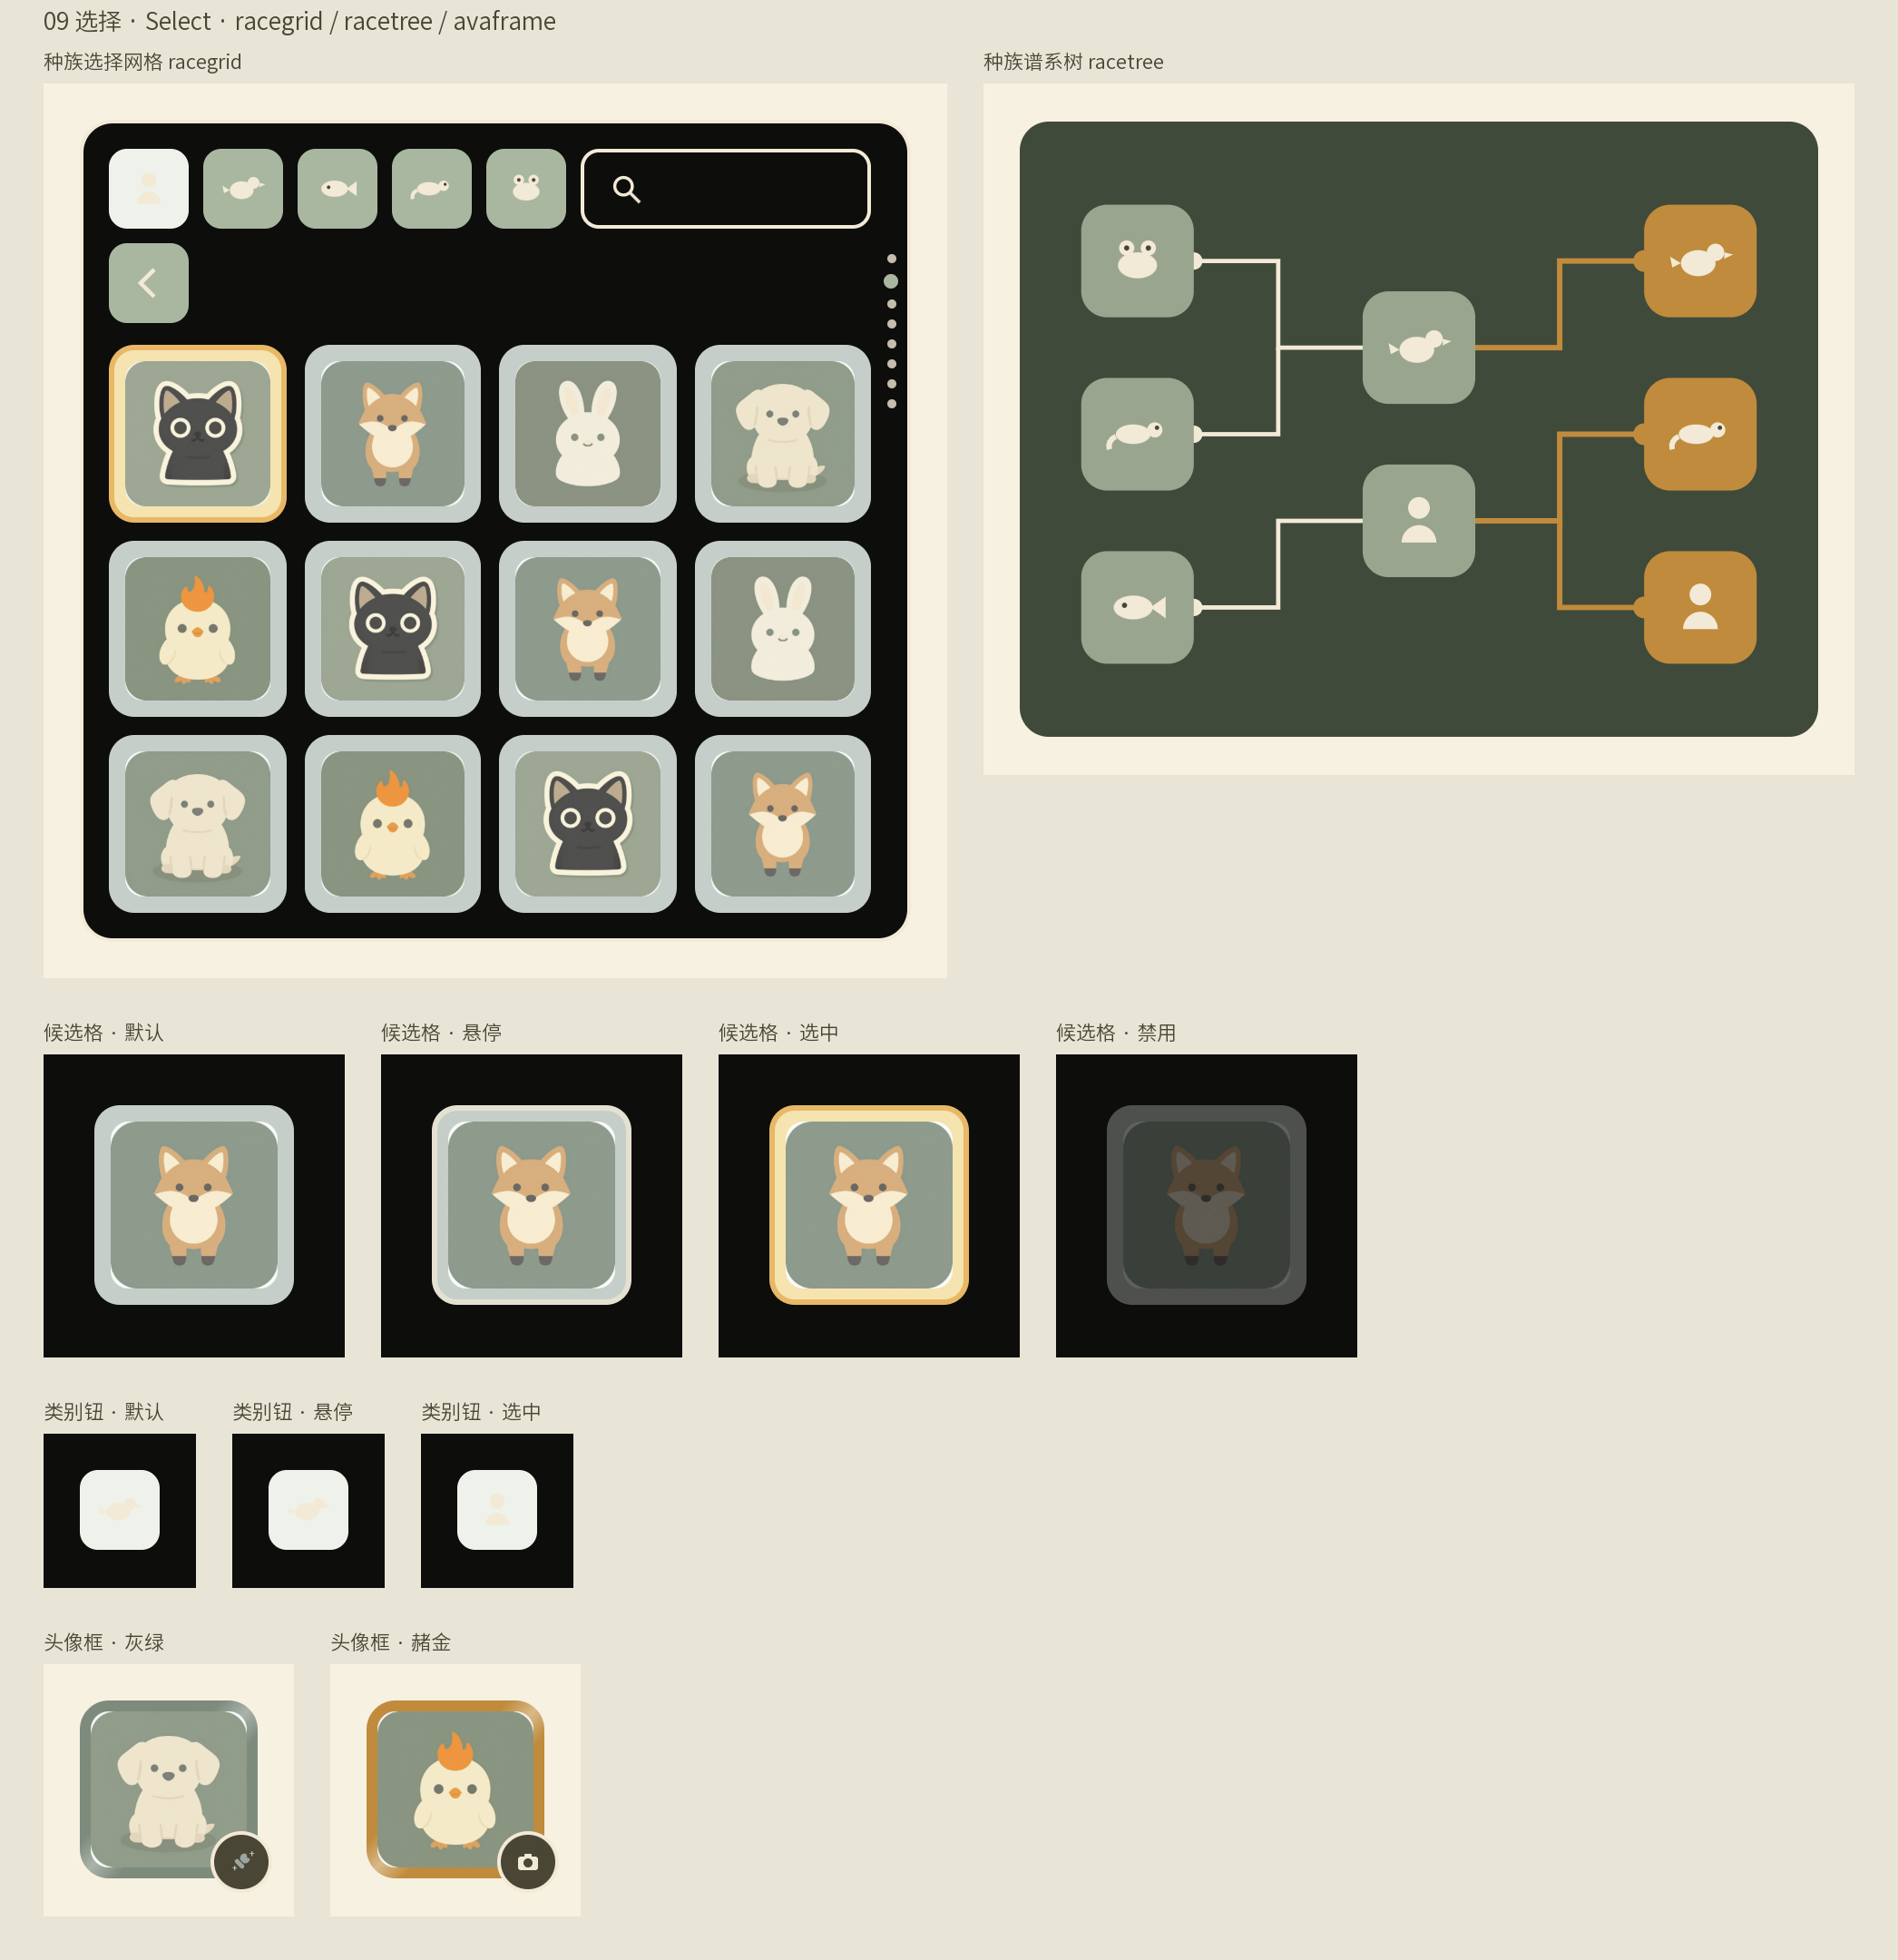 09 选择 · Select · racegrid / racetree / avaframe
种族选择网格 racegrid
种族谱系树 racetree
候选格 · 默认
候选格 · 悬停
候选格 · 选中
候选格 · 禁用
类别钮 · 默认
类别钮 · 悬停
类别钮 · 选中
头像框 · 灰绿
头像框 · 赭金